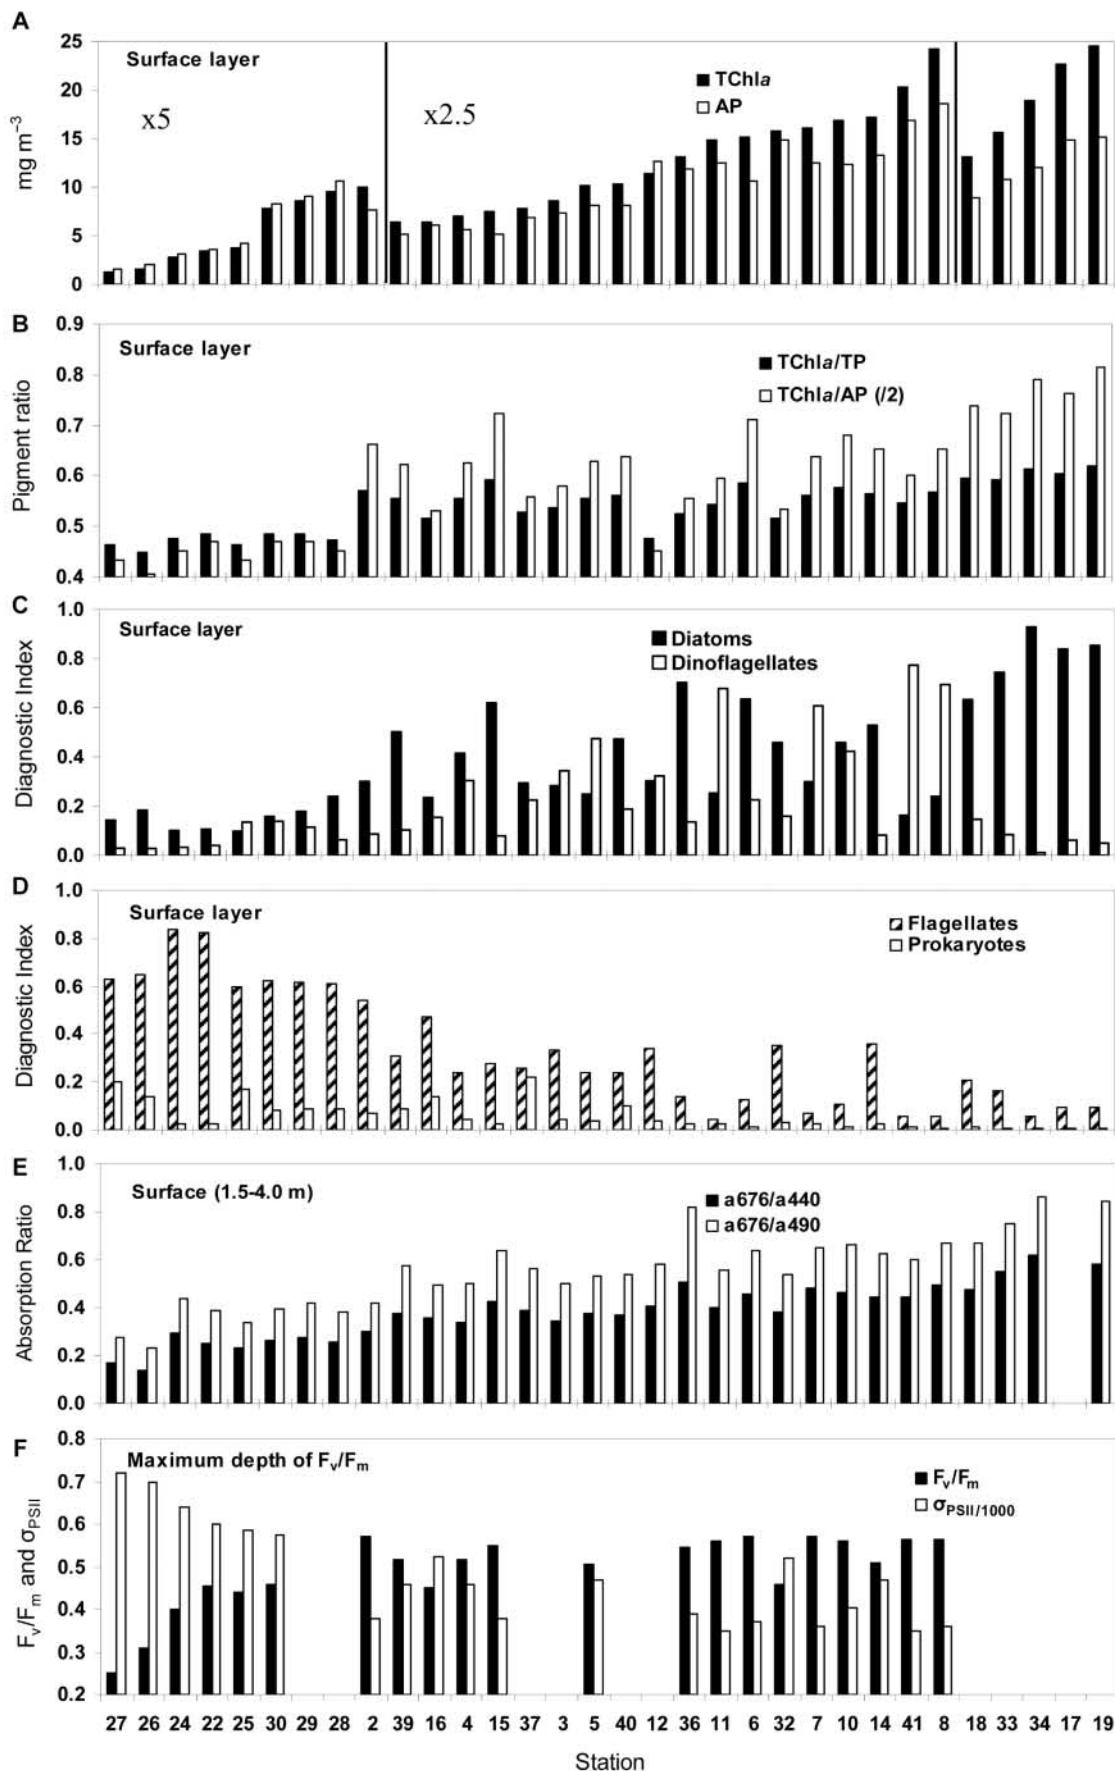 A
Surface layer
x5
x2.5
TChla
AP
mg m−3
25
20
15
10
5
0
B
Surface layer
TChla/TP
TChla/AP (/2)
Pigment ratio
0.9
0.8
0.7
0.6
0.5
0.4
C
Surface layer
Diatoms
Dinoflagellates
Diagnostic Index
1.0
0.8
0.6
0.4
0.2
0.0
D
Surface layer
Flagellates
Prokaryotes
Diagnostic Index
1.0
0.8
0.6
0.4
0.2
0.0
E
Surface (1.5-4.0 m)
a676/a440
a676/a490
Absorption Ratio
1.0
0.8
0.6
0.4
0.2
0.0
F
Maximum depth of Fv/Fm
Fv/Fm
σPSII/1000
Fv/Fm and σPSII
0.8
0.7
0.6
0.5
0.4
0.3
0.2
27 26 24 22 25 30 29 28 2 39 16 4 15 37 3 5 40 12 36 11 6 32 7 10 14 41 8 18 33 34 17 19
Station